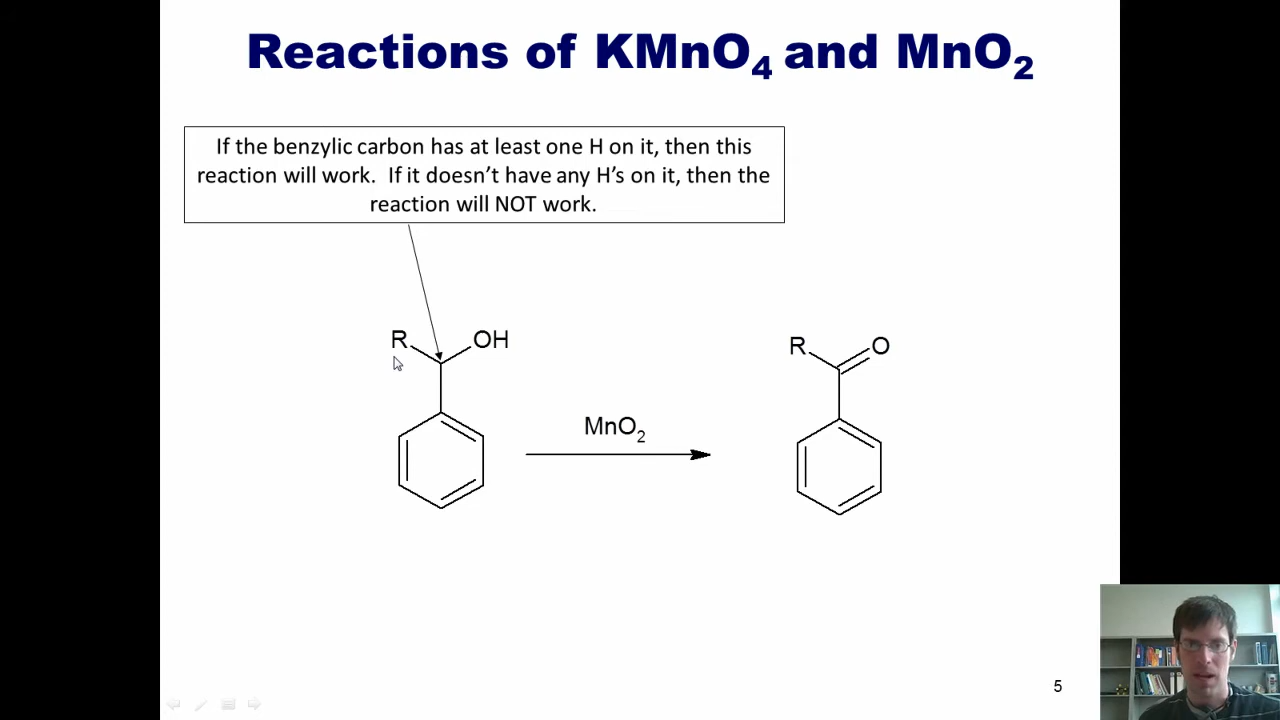 Reactions of KMnO₄ and MnO₂
If the benzylic carbon has at least one H on it, then this
reaction will work.  If it doesn't have any H's on it, then the
reaction will NOT work.
R OH
R O
MnO₂
5